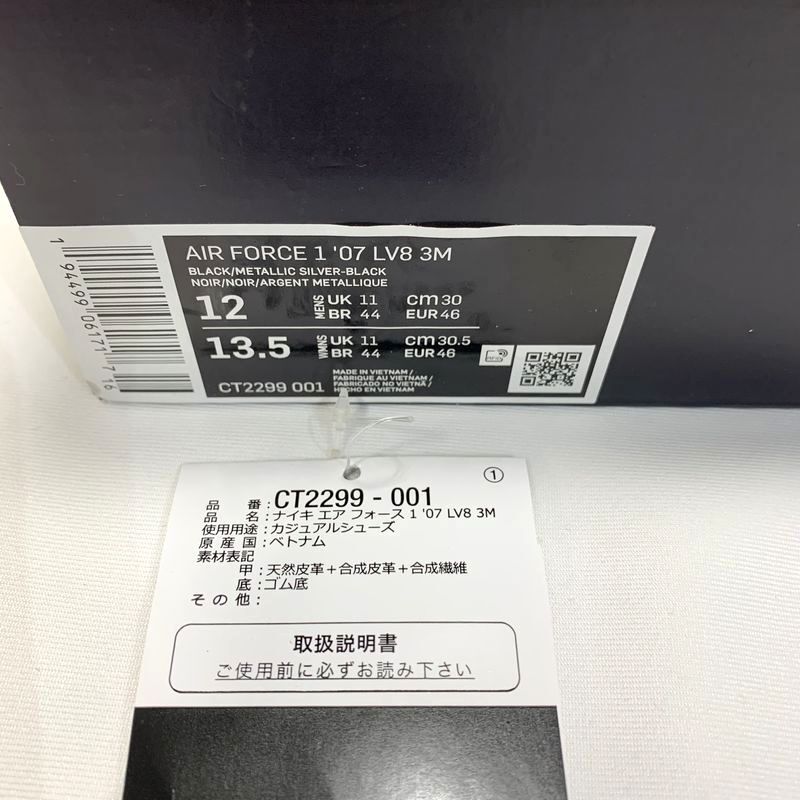 AIR FORCE 1 '07 LV8 3M
BLACK/METALLIC SILVER-BLACK
NOIR/NOIR/ARGENT METALLIQUE
12 MENS UK 11 cm 30
BR 44 EUR 46
13.5 WMNS UK 11 cm 30.5
BR 44 EUR 46
RFID
CT2299 001
MADE IN VIETNAM /
FABRIQUE AU VIETNAM /
FABRICADO NO VIETNÃ /
HECHO EN VIETNAM
1 94499 06171 7 16
①
品 番 : CT2299 - 001
品 名 : ナイキ エア フォース 1 '07 LV8 3M
使用用途 : カジュアルシューズ
原 産 国 : ベトナム
素材表記
甲 : 天然皮革+合成皮革+合成繊維
底 : ゴム底
そ の 他 :
取扱説明書
ご使用前に必ずお読み下さい